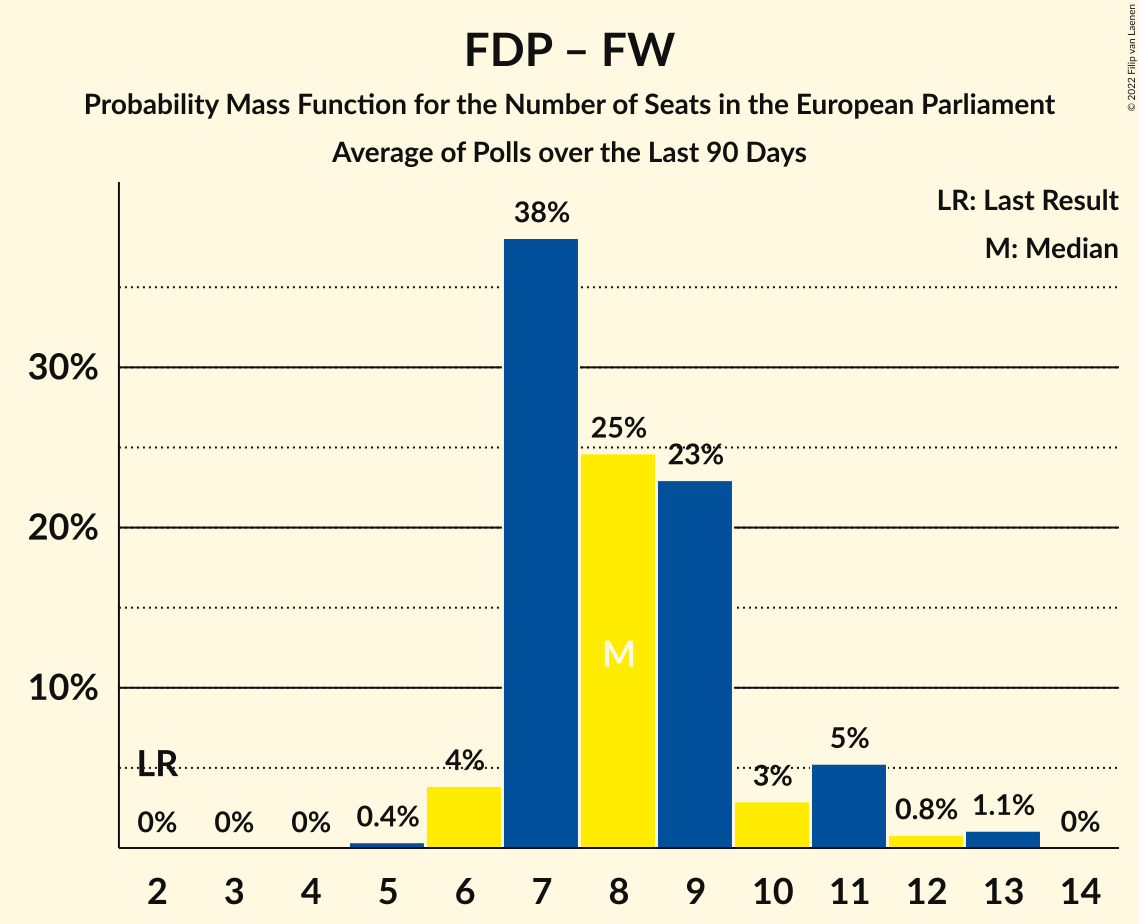 FDP – FW
Probability Mass Function for the Number of Seats in the European Parliament
Average of Polls over the Last 90 Days
© 2022 Filip van Laenen
LR: Last Result
M: Median
38%
30%
25%
23%
20%
M
10%
LR
0%
0%
0%
0.4%
4%
3%
5%
0.8%
1.1%
0%
2 3 4 5 6 7 8 9 10 11 12 13 14